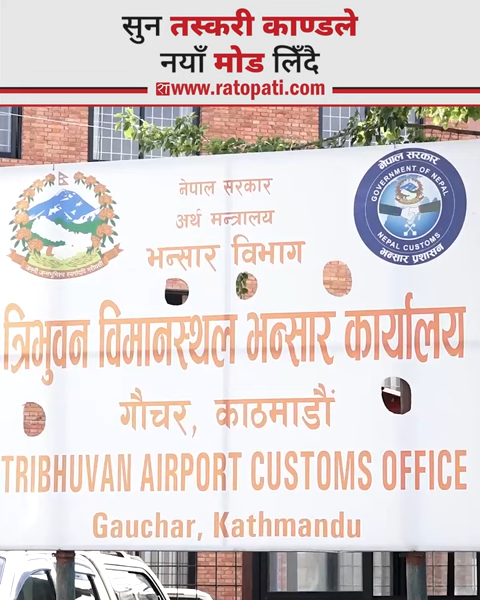 सुन तस्करी काण्डले
नयाँ मोड लिँदै
www.ratopati.com
नेपाल सरकार
GOVERNMENT OF NEPAL
NEPAL CUSTOMS
भन्सार प्रशासन
नेपाल सरकार
अर्थ मन्त्रालय
भन्सार विभाग
त्रिभुवन विमानस्थल भन्सार कार्यालय
गौचर, काठमाडौं
TRIBHUVAN AIRPORT CUSTOMS OFFICE
Gauchar, Kathmandu